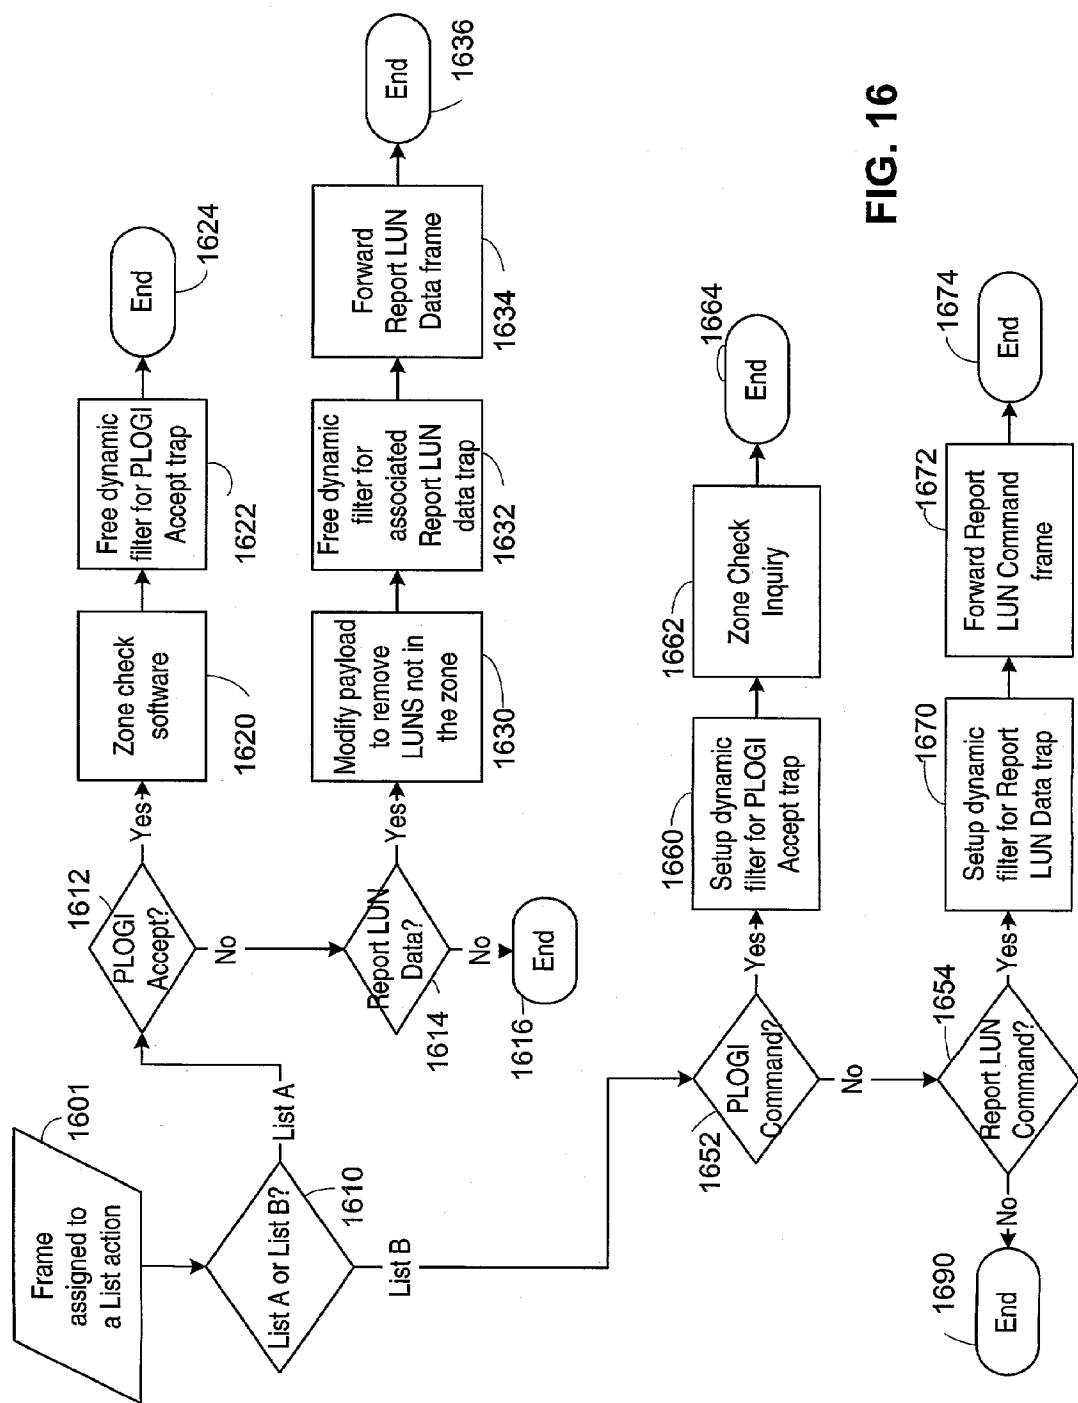 Frame
assigned to
a List action
1601
List A or List B?
1610
List A
List B
PLOGI
Accept?
1612
Yes
No
Zone check
software
1620
Free dynamic
filter for PLOGI
Accept trap
1622
End
1624
Report LUN
Data?
1614
Yes
No
End
1616
Modify payload
to remove
LUNS not in
the zone
1630
Free dynamic
filter for
associated
Report LUN
data trap
1632
Forward
Report LUN
Data frame
1634
End
1636
PLOGI
Command?
1652
Yes
No
Setup dynamic
filter for PLOGI
Accept trap
1660
Zone Check
Inquiry
1662
End
1664
Report LUN
Command?
1654
Yes
No
Setup dynamic
filter for Report
LUN Data trap
1670
Forward Report
LUN Command
frame
1672
End
1674
End
1690
FIG. 16